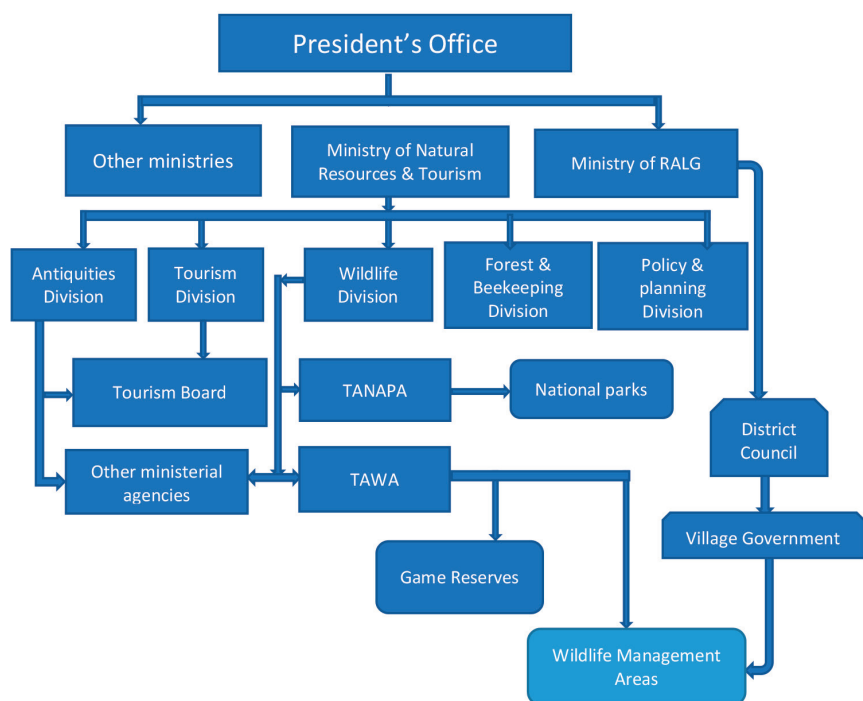 President’s Office
Other ministries
Ministry of Natural
Resources & Tourism
Ministry of RALG
Antiquities
Division
Tourism
Division
Wildlife
Division
Forest &
Beekeeping
Division
Policy &
planning
Division
Tourism Board
TANAPA
National parks
District
Council
Other ministerial
agencies
TAWA
Village Government
Game Reserves
Wildlife Management
Areas